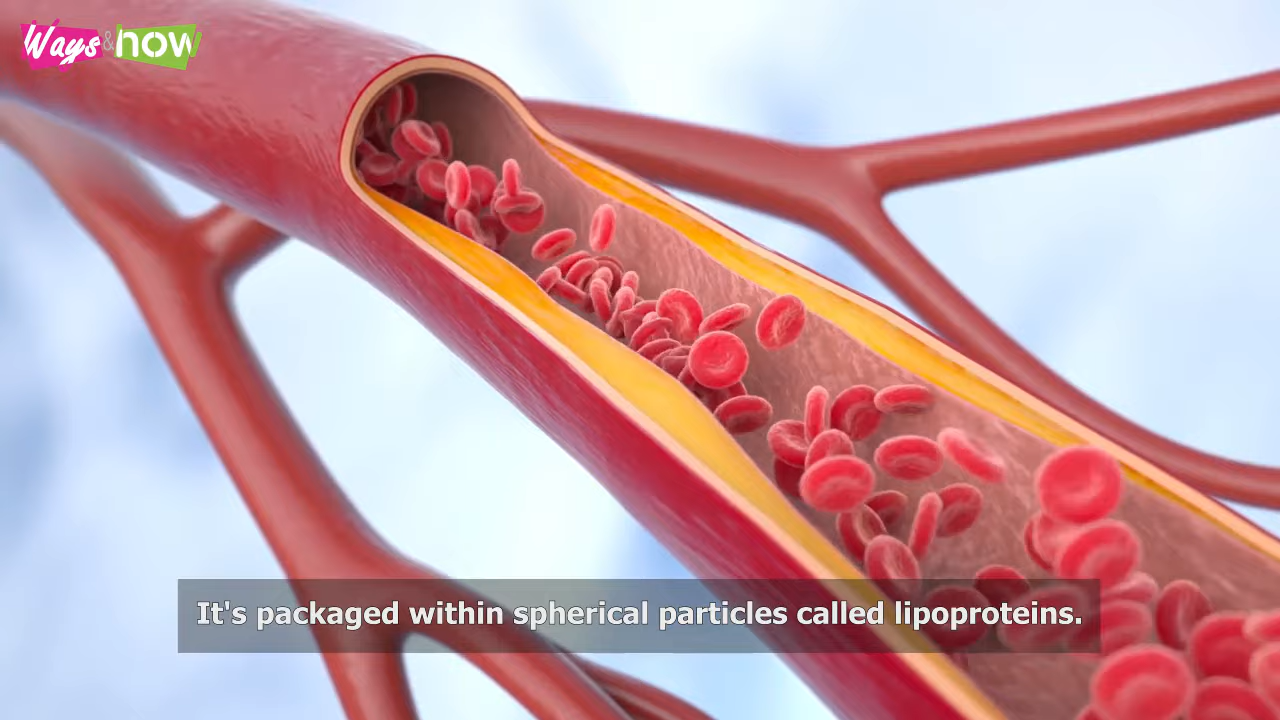 Ways & how
It's packaged within spherical particles called lipoproteins.